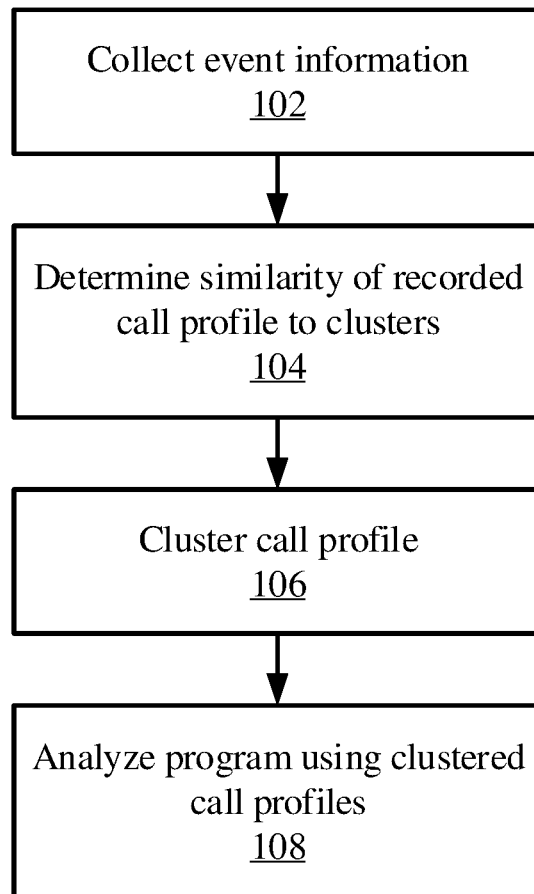 Collect event information
102
Determine similarity of recorded
call profile to clusters
104
Cluster call profile
106
Analyze program using clustered
call profiles
108